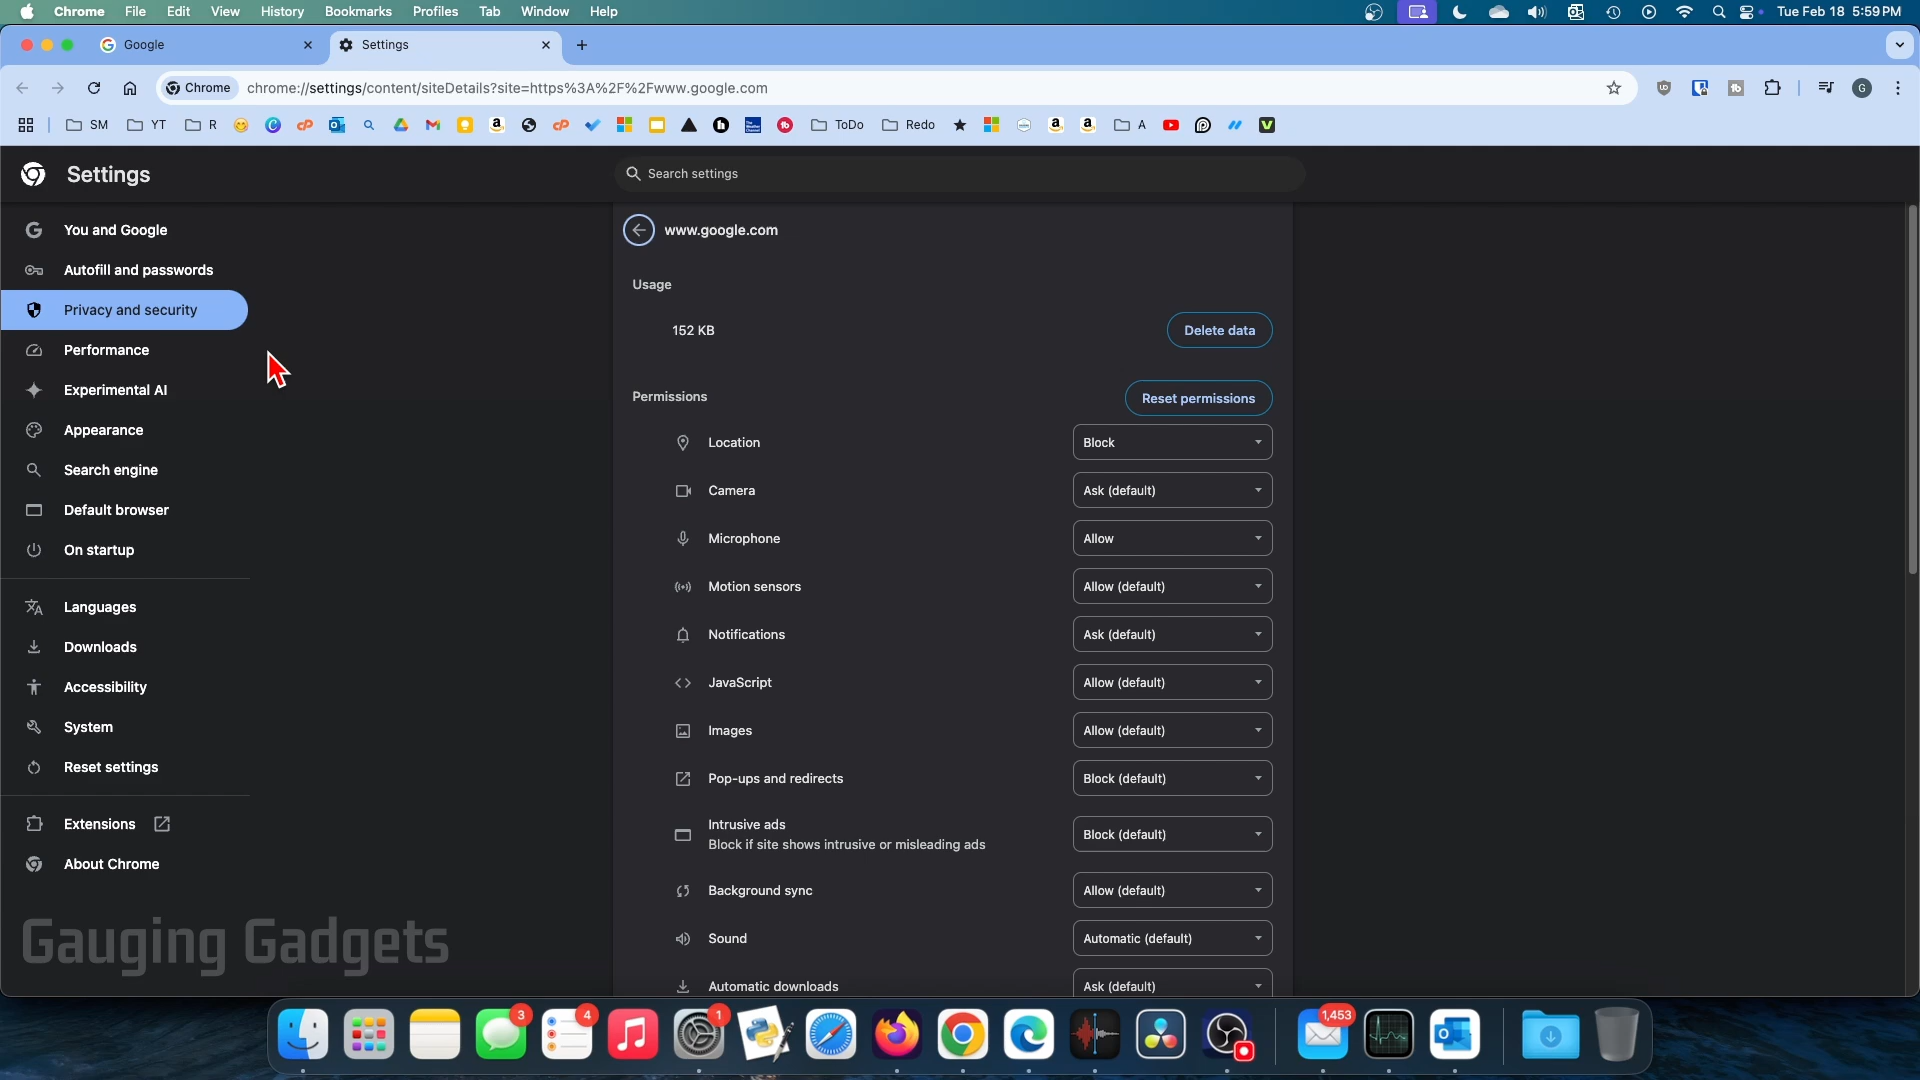 Chrome File Edit View History Bookmarks Profiles Tab Window Help Tue Feb 18 5:59 PM
Google Settings
Chrome chrome://settings/content/siteDetails?site=https%3A%2F%2Fwww.google.com
SM YT R ToDo Redo A
Settings
Search settings
You and Google
Autofill and passwords
Privacy and security
Performance
Experimental AI
Appearance
Search engine
Default browser
On startup
Languages
Downloads
Accessibility
System
Reset settings
Extensions
About Chrome
www.google.com
Usage
152 KB Delete data
Permissions Reset permissions
Location Block
Camera Ask (default)
Microphone Allow
Motion sensors Allow (default)
Notifications Ask (default)
JavaScript Allow (default)
Images Allow (default)
Pop-ups and redirects Block (default)
Intrusive ads
Block if site shows intrusive or misleading ads Block (default)
Background sync Allow (default)
Sound Automatic (default)
Automatic downloads Ask (default)
Gauging Gadgets
3 4 1 1,453